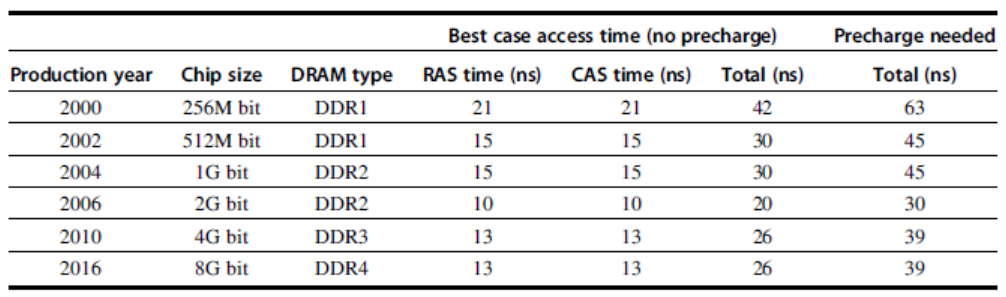 Best case access time (no precharge) Precharge needed
Production year Chip size DRAM type RAS time (ns) CAS time (ns) Total (ns) Total (ns)
2000 256M bit DDR1 21 21 42 63
2002 512M bit DDR1 15 15 30 45
2004 1G bit DDR2 15 15 30 45
2006 2G bit DDR2 10 10 20 30
2010 4G bit DDR3 13 13 26 39
2016 8G bit DDR4 13 13 26 39